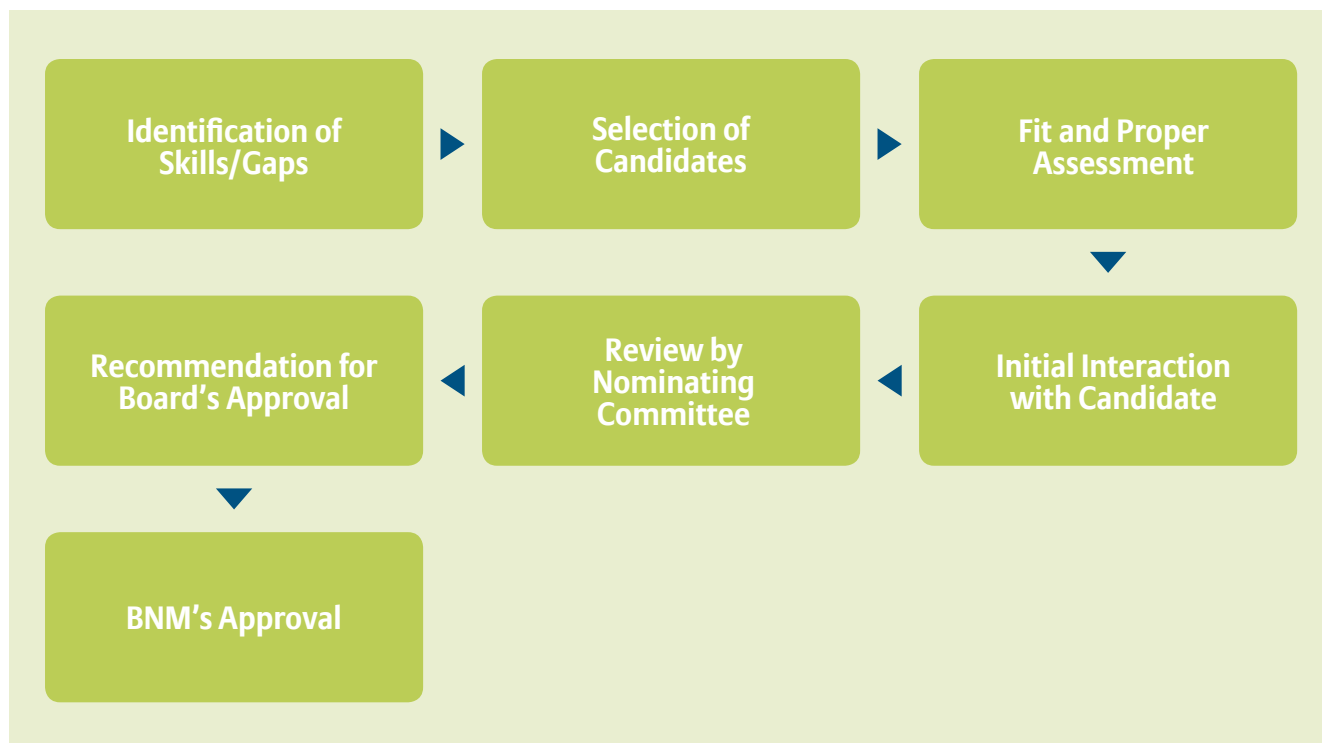 Identification of
Skills/Gaps
Selection of
Candidates
Fit and Proper
Assessment
Initial Interaction
with Candidate
Review by
Nominating
Committee
Recommendation for
Board’s Approval
BNM’s Approval